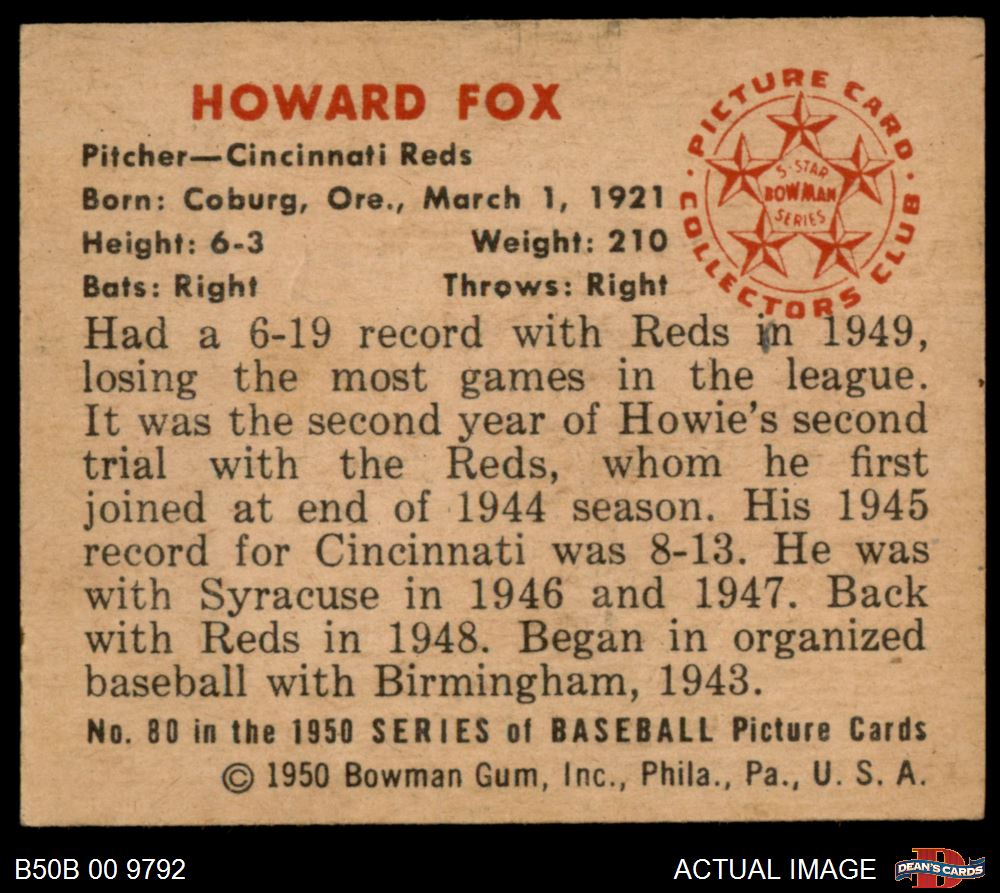 HOWARD FOX
Pitcher—Cincinnati Reds
Born: Coburg, Ore., March 1, 1921
Height: 6-3 Weight: 210
Bats: Right Throws: Right
PICTURE CARD COLLECTORS CLUB
5-STAR
BOWMAN
SERIES
Had a 6-19 record with Reds in 1949,
losing the most games in the league.
It was the second year of Howie's second
trial with the Reds, whom he first
joined at end of 1944 season. His 1945
record for Cincinnati was 8-13. He was
with Syracuse in 1946 and 1947. Back
with Reds in 1948. Began in organized
baseball with Birmingham, 1943.
No. 80 in the 1950 SERIES of BASEBALL Picture Cards
© 1950 Bowman Gum, Inc., Phila., Pa., U. S. A.
B50B 00 9792
ACTUAL IMAGE
D
DEAN'S CARDS